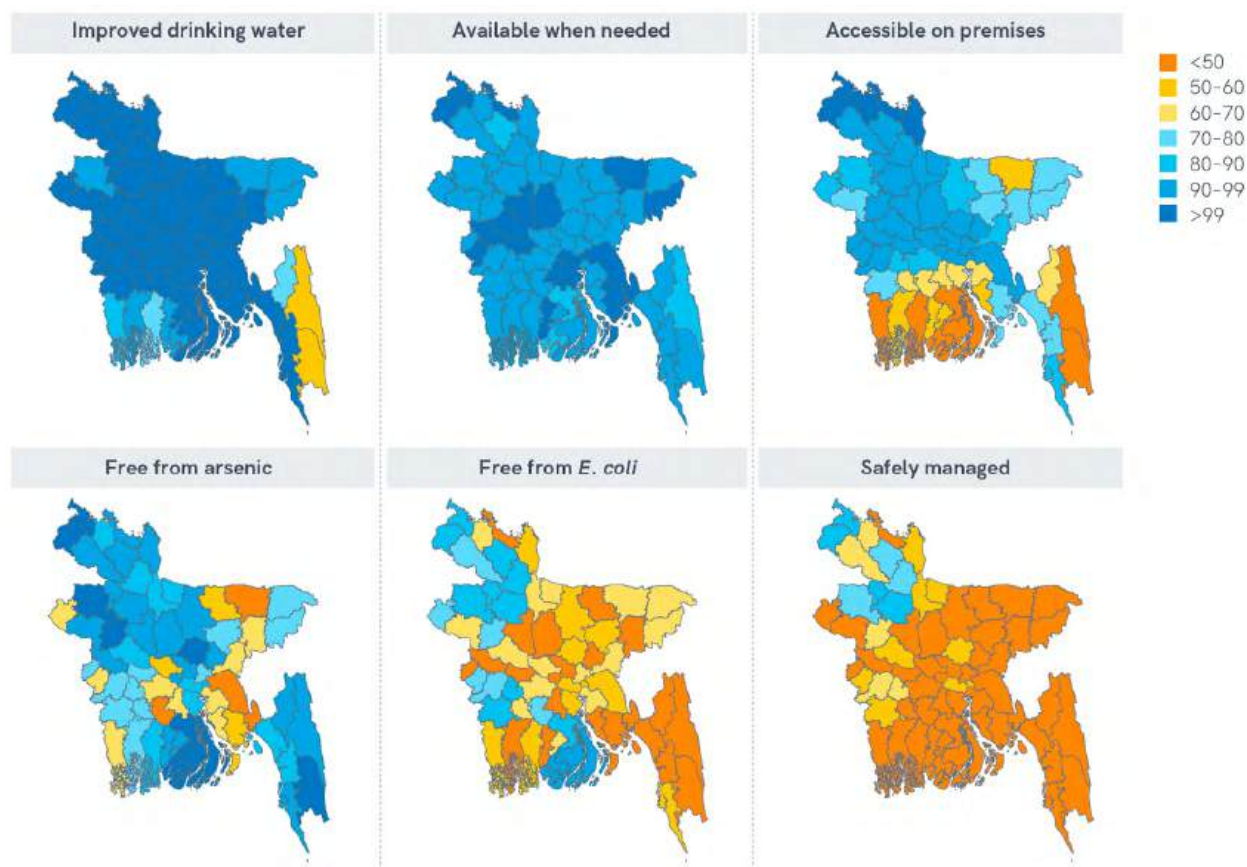 Improved drinking water
Available when needed
Accessible on premises
<50
50–60
60–70
70–80
80–90
90–99
>99
Free from arsenic
Free from E. coli
Safely managed